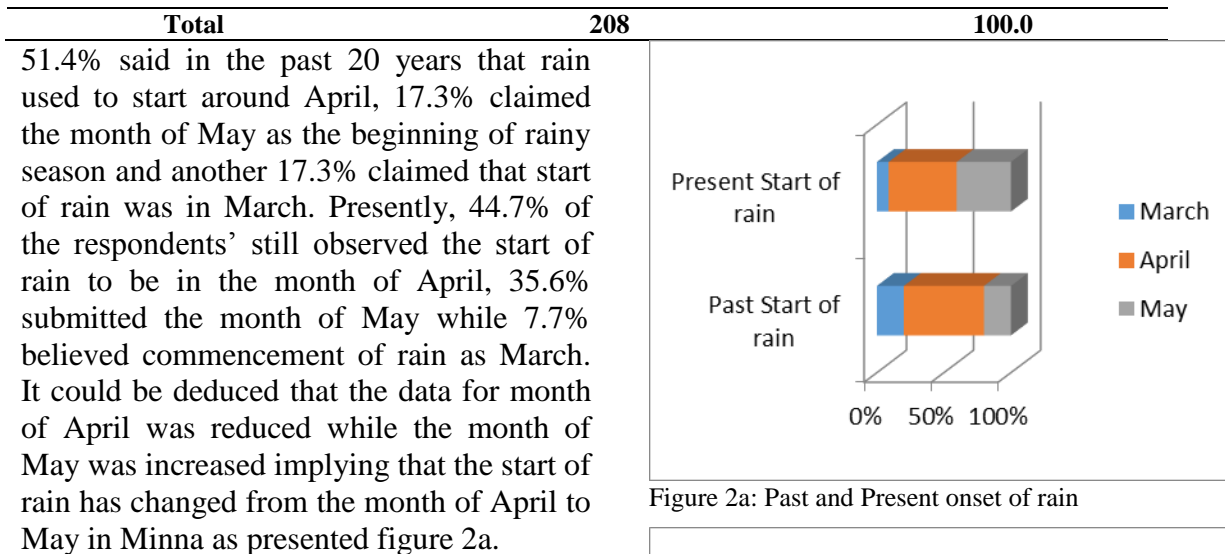 Total 208 100.0
51.4% said in the past 20 years that rain
used to start around April, 17.3% claimed
the month of May as the beginning of rainy
season and another 17.3% claimed that start
of rain was in March. Presently, 44.7% of
the respondents’ still observed the start of
rain to be in the month of April, 35.6%
submitted the month of May while 7.7%
believed commencement of rain as March.
It could be deduced that the data for month
of April was reduced while the month of
May was increased implying that the start of
rain has changed from the month of April to
May in Minna as presented figure 2a.
Present Start of
rain
Past Start of
rain
0% 50% 100%
March
April
May
Figure 2a: Past and Present onset of rain